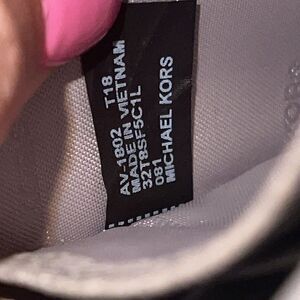 AV-1802 T18
MADE IN VIETNAM
32T8SF5C1L
081
MICHAEL KORS